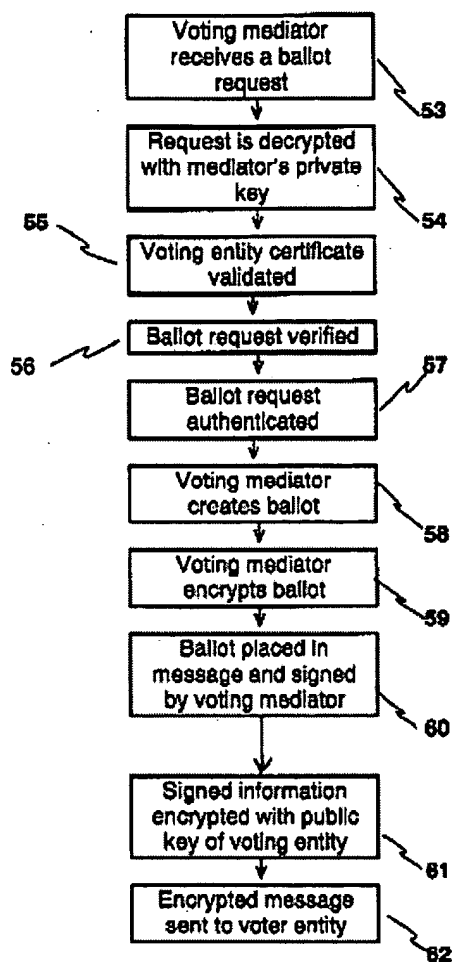 Voting mediator
receives a ballot
request
53
Request is decrypted
with mediator's private
key
54
55
Voting entity certificate
validated
56
Ballot request verified
57
Ballot request
authenticated
Voting mediator
creates ballot
58
Voting mediator
encrypts ballot
59
Ballot placed in
message and signed
by voting mediator
60
Signed information
encrypted with public
key of voting entity
61
Encrypted message
sent to voter entity
62